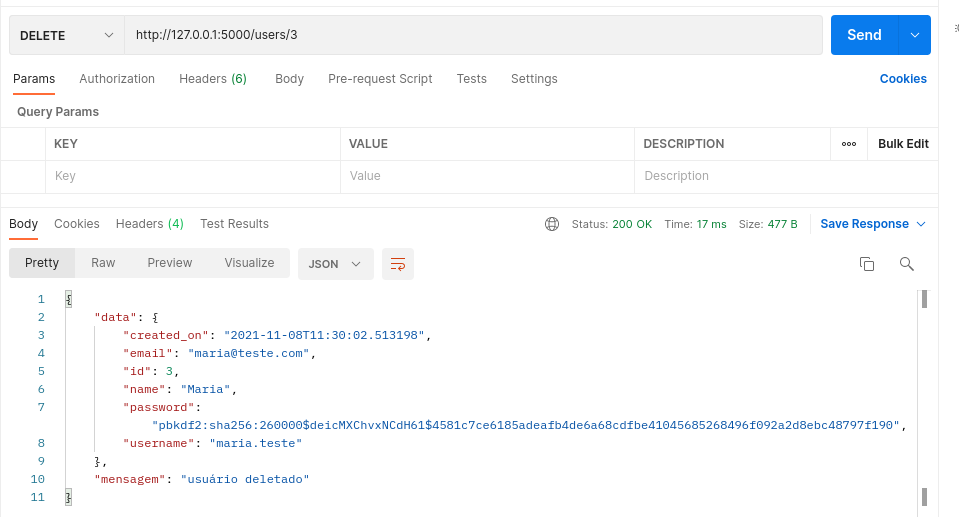 DELETE http://127.0.0.1:5000/users/3 Send
Params Authorization Headers (6) Body Pre-request Script Tests Settings Cookies
Query Params
KEY VALUE DESCRIPTION ooo Bulk Edit
Key Value Description
Body Cookies Headers (4) Test Results Status: 200 OK Time: 17 ms Size: 477 B Save Response
Pretty Raw Preview Visualize JSON
1 {
2 "data": {
3 "created_on": "2021-11-08T11:30:02.513198",
4 "email": "maria@teste.com",
5 "id": 3,
6 "name": "Maria",
7 "password":
"pbkdf2:sha256:260000$deicMXChvxNCdH61$4581c7ce6185adeafb4de6a68cdfbe41045685268496f092a2d8ebc48797f190",
8 "username": "maria.teste"
9 },
10 "mensagem": "usuário deletado"
11 }